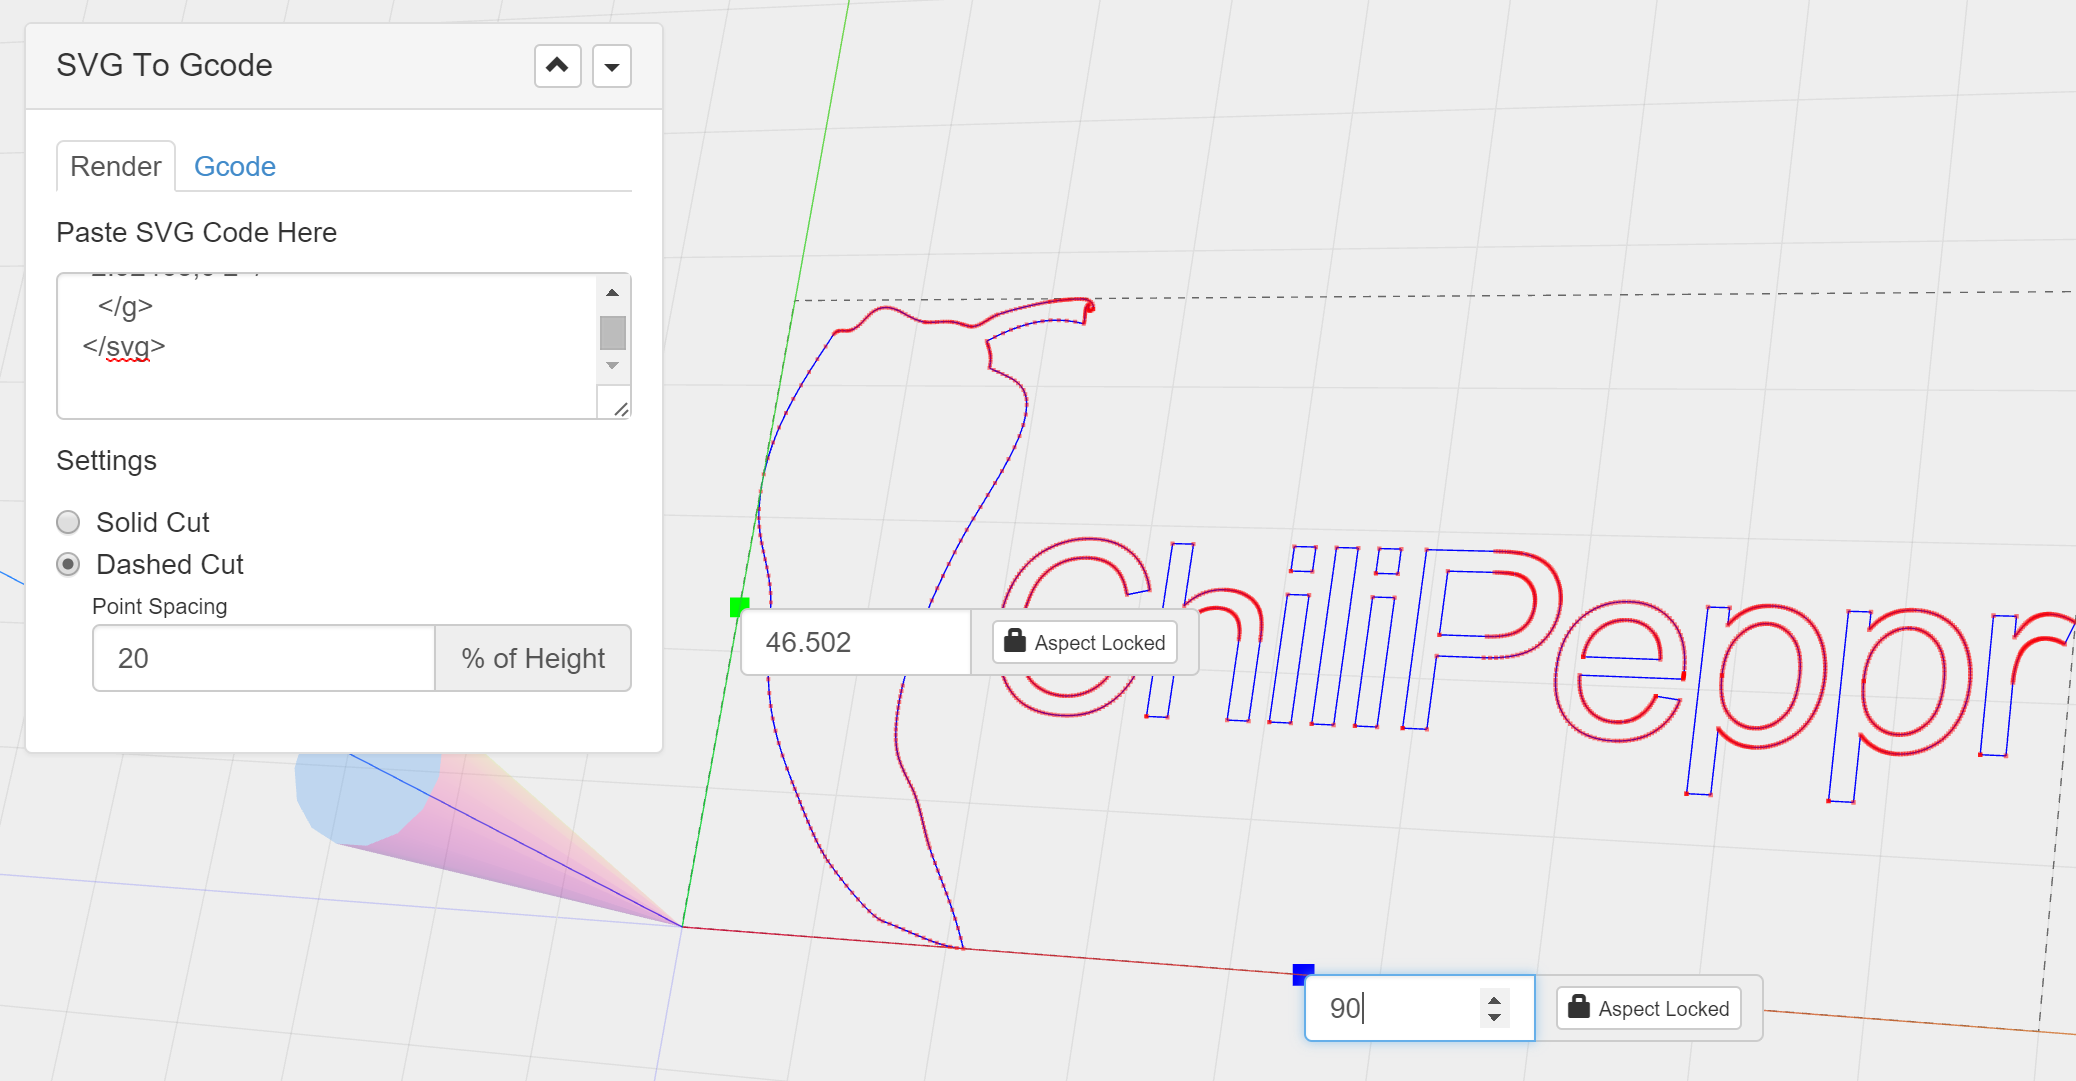 SVG To Gcode
Render Gcode
Paste SVG Code Here
</g>
</svg>
Settings
Solid Cut
Dashed Cut
Point Spacing
20 % of Height
ChiliPeppr
46.502 Aspect Locked
90 Aspect Locked